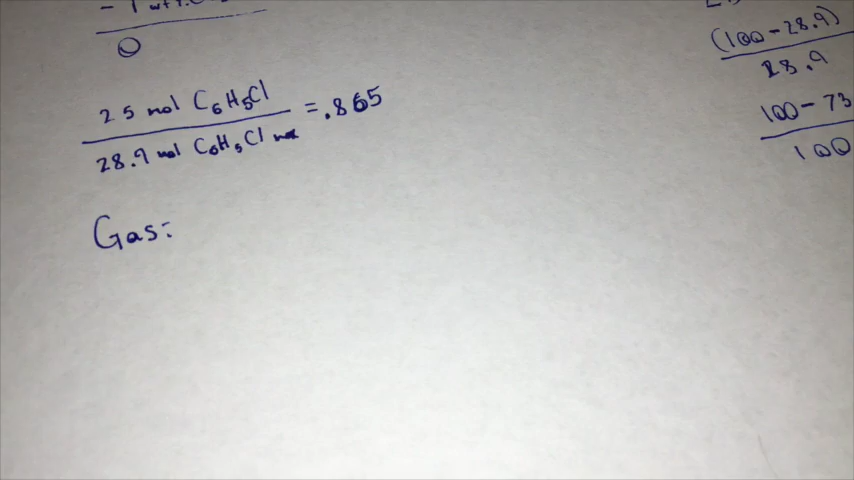 0
25 mol C6H5Cl
28.9 mol C6H5Cl
= .865
Gas:
(100-28.9)
28.9
100-73
100